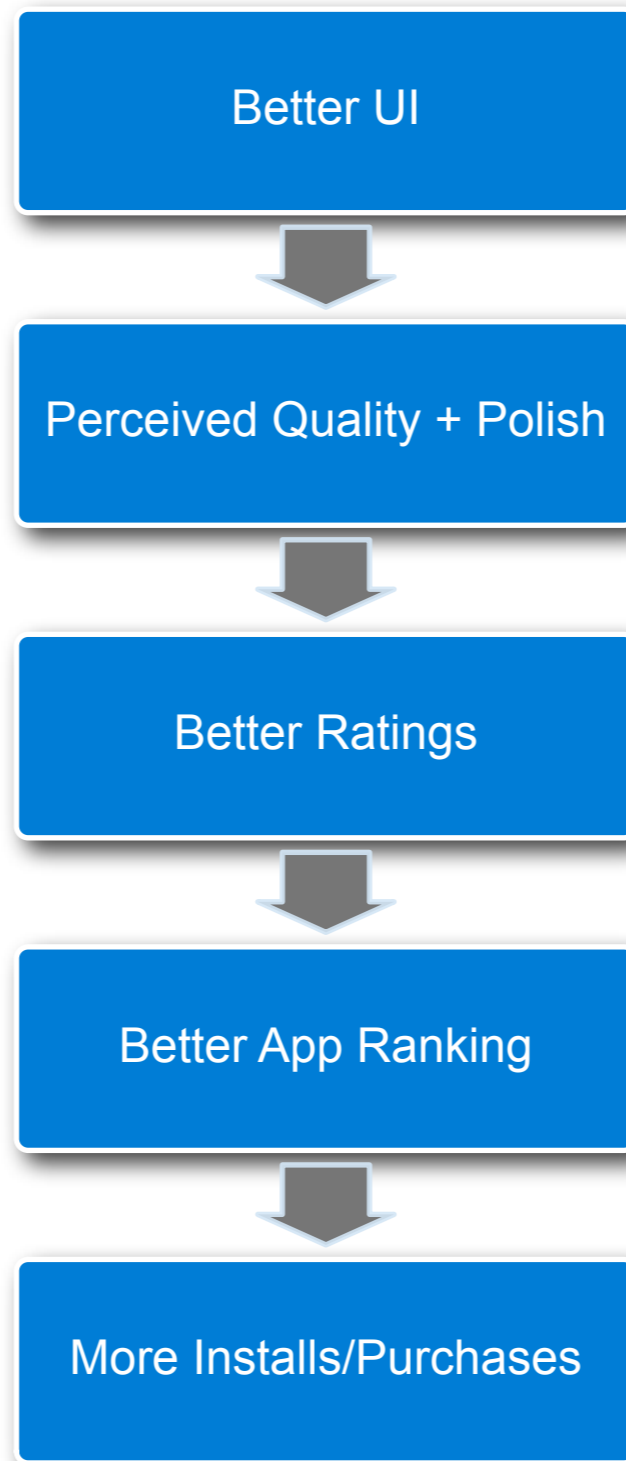 Better UI
Perceived Quality + Polish
Better Ratings
Better App Ranking
More Installs/Purchases